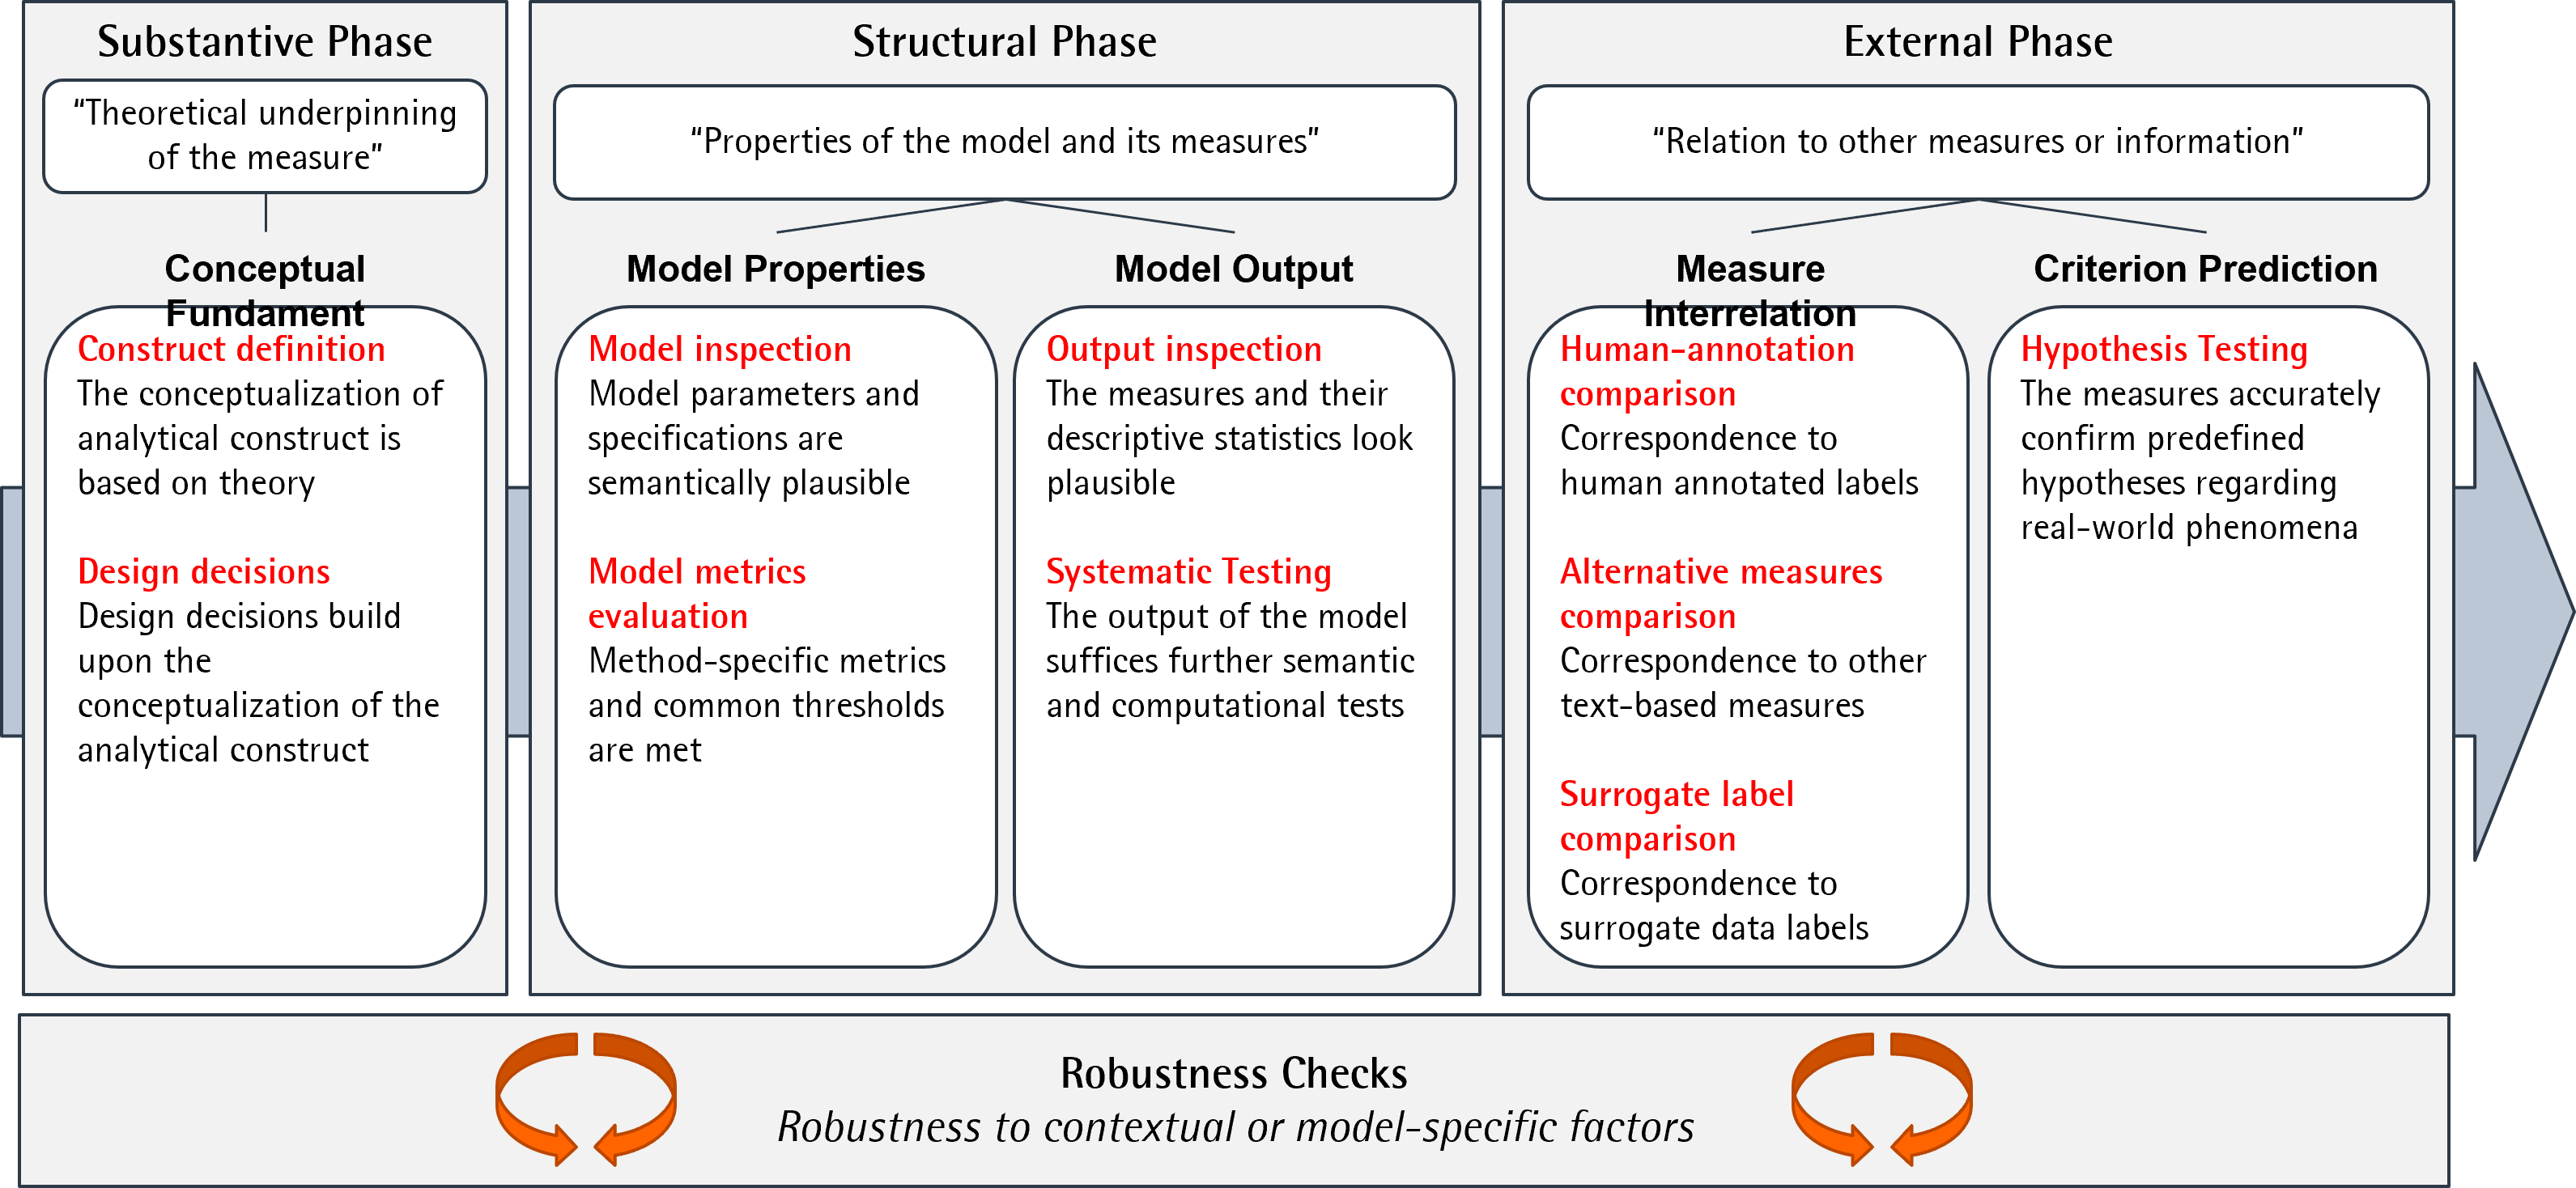 Substantive Phase
“Theoretical underpinning
of the measure”
Conceptual
Fundament
Construct definition
The conceptualization of
analytical construct is
based on theory
Design decisions
Design decisions build
upon the
conceptualization of the
analytical construct
Structural Phase
“Properties of the model and its measures”
Model Properties
Model inspection
Model parameters and
specifications are
semantically plausible
Model metrics
evaluation
Method-specific metrics
and common thresholds
are met
Model Output
Output inspection
The measures and their
descriptive statistics look
plausible
Systematic Testing
The output of the model
suffices further semantic
and computational tests
External Phase
“Relation to other measures or information”
Measure
Interrelation
Human-annotation
comparison
Correspondence to
human annotated labels
Alternative measures
comparison
Correspondence to other
text-based measures
Surrogate label
comparison
Correspondence to
surrogate data labels
Criterion Prediction
Hypothesis Testing
The measures accurately
confirm predefined
hypotheses regarding
real-world phenomena
Robustness Checks
Robustness to contextual or model-specific factors